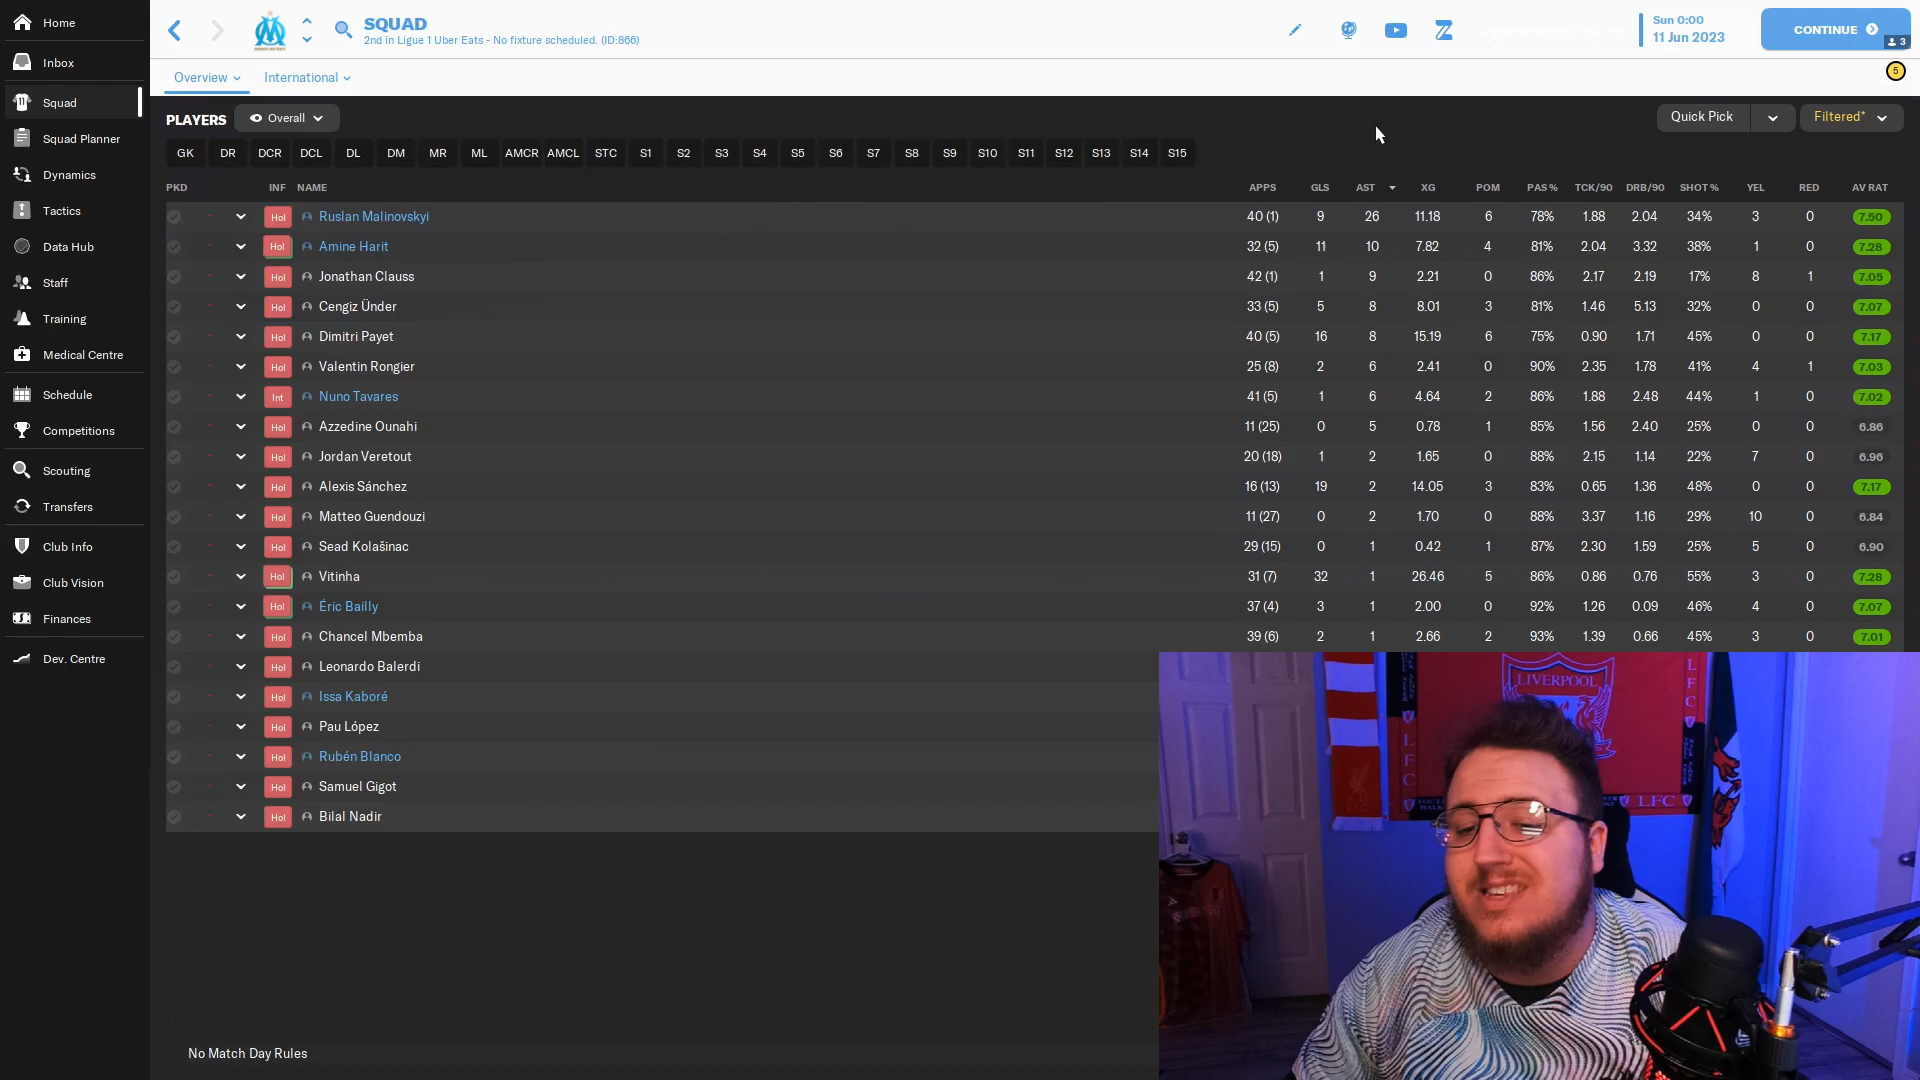 Home
Inbox
Squad
Squad Planner
Dynamics
Tactics
Data Hub
Staff
Training
Medical Centre
Schedule
Competitions
Scouting
Transfers
Club Info
Club Vision
Finances
Dev. Centre
SQUAD
2nd in Ligue 1 Uber Eats - No fixture scheduled. (ID:866)
Sun 0:00
11 Jun 2023
CONTINUE
3
Overview International
5
PLAYERS Overall Quick Pick Filtered*
GK DR DCR DCL DL DM MR ML AMCR AMCL STC S1 S2 S3 S4 S5 S6 S7 S8 S9 S10 S11 S12 S13 S14 S15
PKD INF NAME APPS GLS AST XG POM PAS % TCK/90 DRB/90 SHOT % YEL RED AV RAT
- Hol Ruslan Malinovskyi 40 (1) 9 26 11.18 6 78% 1.88 2.04 34% 3 0 7.50
- Hol Amine Harit 32 (5) 11 10 7.82 4 81% 2.04 3.32 38% 1 0 7.28
- Hol Jonathan Clauss 42 (1) 1 9 2.21 0 86% 2.17 2.19 17% 8 1 7.05
- Hol Cengiz Ünder 33 (5) 5 8 8.01 3 81% 1.46 5.13 32% 0 0 7.07
- Hol Dimitri Payet 40 (5) 16 8 15.19 6 75% 0.90 1.71 45% 0 0 7.17
- Hol Valentin Rongier 25 (8) 2 6 2.41 0 90% 2.35 1.78 41% 4 1 7.03
- Int Nuno Tavares 41 (5) 1 6 4.64 2 86% 1.88 2.48 44% 1 0 7.02
- Hol Azzedine Ounahi 11 (25) 0 5 0.78 1 85% 1.56 2.40 25% 0 0 6.86
- Hol Jordan Veretout 20 (18) 1 2 1.65 0 88% 2.15 1.14 22% 7 0 6.96
- Hol Alexis Sánchez 16 (13) 19 2 14.05 3 83% 0.65 1.36 48% 0 0 7.17
- Hol Matteo Guendouzi 11 (27) 0 2 1.70 0 88% 3.37 1.16 29% 10 0 6.84
- Hol Sead Kolašinac 29 (15) 0 1 0.42 1 87% 2.30 1.59 25% 5 0 6.90
- Hol Vitinha 31 (7) 32 1 26.46 5 86% 0.86 0.76 55% 3 0 7.28
- Hol Éric Bailly 37 (4) 3 1 2.00 0 92% 1.26 0.09 46% 4 0 7.07
- Hol Chancel Mbemba 39 (6) 2 1 2.66 2 93% 1.39 0.66 45% 3 0 7.01
- Hol Leonardo Balerdi
- Hol Issa Kaboré
- Hol Pau López
- Hol Rubén Blanco
- Hol Samuel Gigot
- Hol Bilal Nadir
LIVERPOOL
L
F
C
LFC
No Match Day Rules